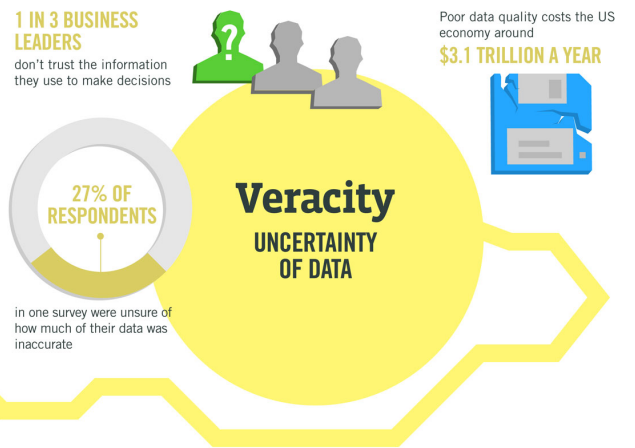 1 IN 3 BUSINESS
LEADERS
don't trust the information
they use to make decisions
?
Poor data quality costs the US
economy around
$3.1 TRILLION A YEAR
27% OF
RESPONDENTS
in one survey were unsure of
how much of their data was
inaccurate
Veracity
UNCERTAINTY
OF DATA